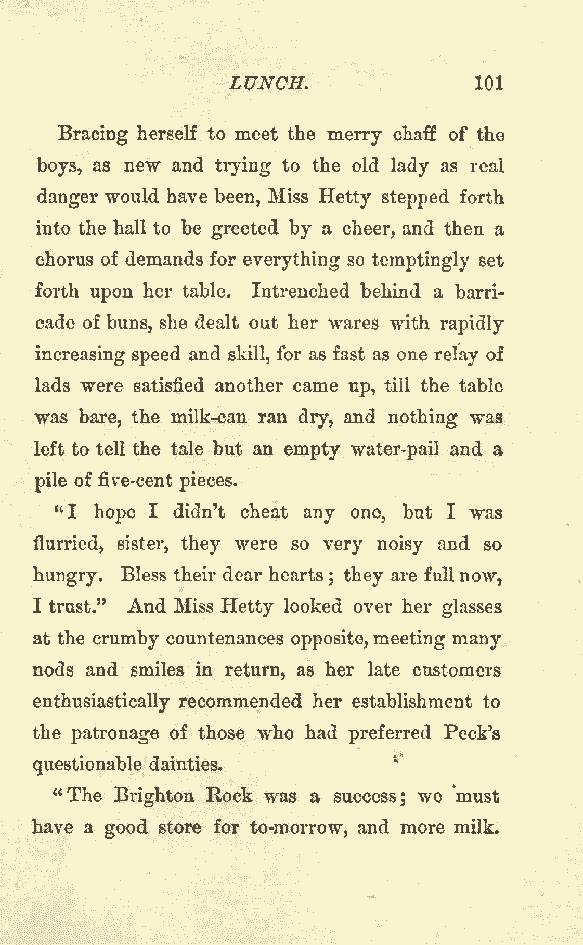 LUNCH. 101
Bracing herself to meet the merry chaff of the
boys, as new and trying to the old lady as real
danger would have been, Miss Hetty stepped forth
into the hall to be greeted by a cheer, and then a
chorus of demands for everything so temptingly set
forth upon her table. Intrenched behind a barri-
cade of buns, she dealt out her wares with rapidly
increasing speed and skill, for as fast as one relay of
lads were satisfied another came up, till the table
was bare, the milk-can ran dry, and nothing was
left to tell the tale but an empty water-pail and a
pile of five-cent pieces.
"I hope I didn't cheat any one, but I was
flurried, sister, they were so very noisy and so
hungry. Bless their dear hearts; they are full now,
I trust." And Miss Hetty looked over her glasses
at the crumby countenances opposite, meeting many
nods and smiles in return, as her late customers
enthusiastically recommended her establishment to
the patronage of those who had preferred Peck's
questionable dainties.
"The Brighton Rock was a success; we must
have a good store for to-morrow, and more milk.